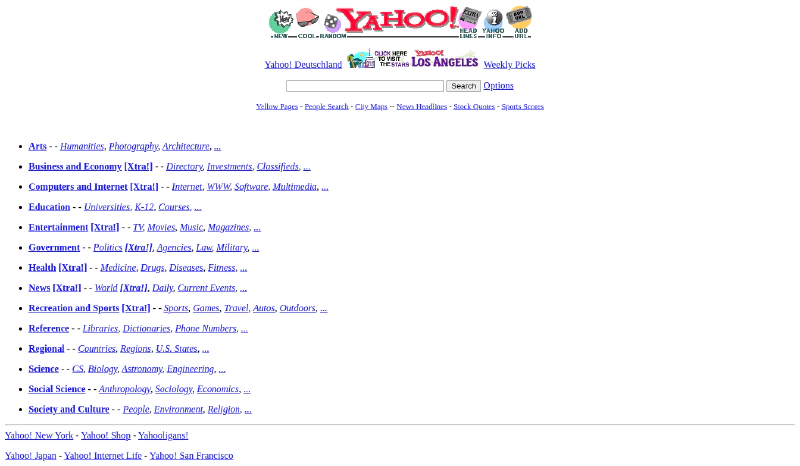 YAHOO!
NEW COOL RANDOM HEAD LINES YAHOO INFO ADD URL
Yahoo! Deutschland CLICK HERE TO VISIT THE STARS YAHOO! LOS ANGELES Weekly Picks
Search Options
Yellow Pages - People Search - City Maps -- News Headlines - Stock Quotes - Sports Scores
Arts - - Humanities, Photography, Architecture, ...
Business and Economy [Xtra!] - - Directory, Investments, Classifieds, ...
Computers and Internet [Xtra!] - - Internet, WWW, Software, Multimedia, ...
Education - - Universities, K-12, Courses, ...
Entertainment [Xtra!] - - TV, Movies, Music, Magazines, ...
Government - - Politics [Xtra!], Agencies, Law, Military, ...
Health [Xtra!] - - Medicine, Drugs, Diseases, Fitness, ...
News [Xtra!] - - World [Xtra!], Daily, Current Events, ...
Recreation and Sports [Xtra!] - - Sports, Games, Travel, Autos, Outdoors, ...
Reference - - Libraries, Dictionaries, Phone Numbers, ...
Regional - - Countries, Regions, U.S. States, ...
Science - - CS, Biology, Astronomy, Engineering, ...
Social Science - - Anthropology, Sociology, Economics, ...
Society and Culture - - People, Environment, Religion, ...
Yahoo! New York - Yahoo! Shop - Yahooligans!
Yahoo! Japan - Yahoo! Internet Life - Yahoo! San Francisco